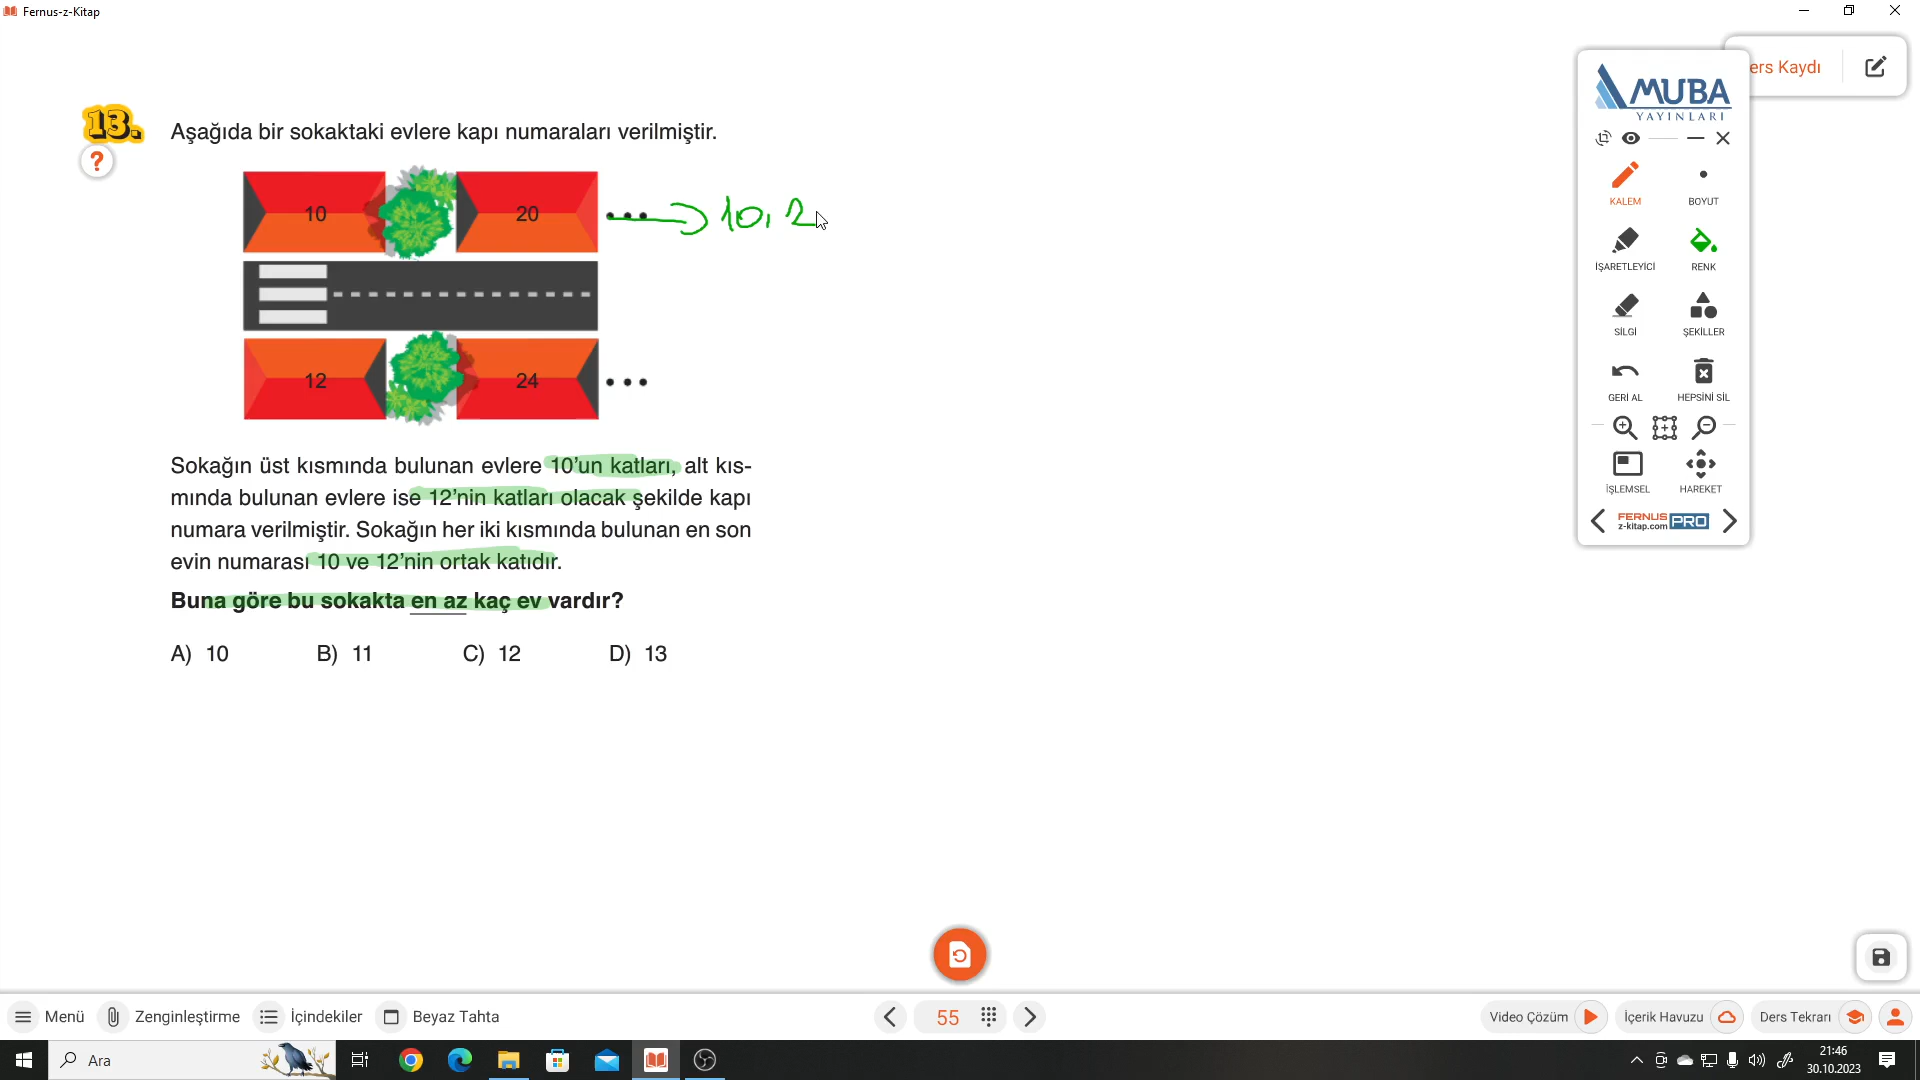 Fernus-z-Kitap
ers Kaydı
MUBA
YAYINLARI
13.
Aşağıda bir sokaktaki evlere kapı numaraları verilmiştir.
?
10
20
10, 2
12
24
Sokağın üst kısmında bulunan evlere 10'un katları, alt kıs-
mında bulunan evlere ise 12'nin katları olacak şekilde kapı
numara verilmiştir. Sokağın her iki kısmında bulunan en son
evin numarası 10 ve 12'nin ortak katıdır.
Buna göre bu sokakta en az kaç ev vardır?
A) 10 B) 11 C) 12 D) 13
KALEM BOYUT
İŞARETLEYİCİ RENK
SİLGİ ŞEKİLLER
GERİ AL HEPSİNİ SİL
İŞLEMSEL HAREKET
FERNUS
z-kitap.com PRO
Menü Zenginleştirme İçindekiler Beyaz Tahta 55 Video Çözüm İçerik Havuzu Ders Tekrarı
Ara
21:46
30.10.2023